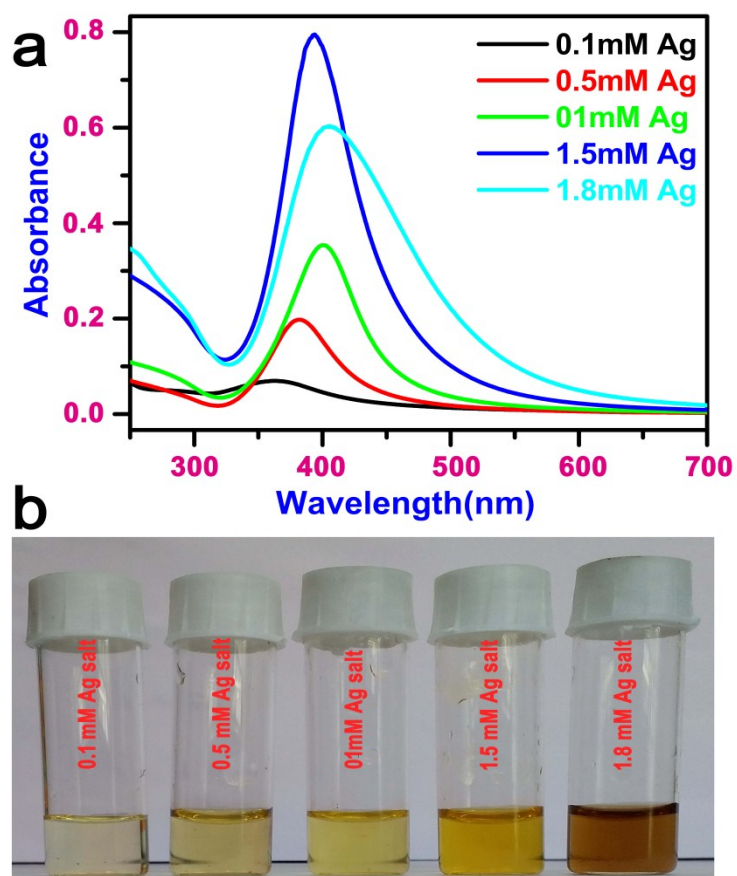 a
0.8
0.6
0.4
0.2
0.0
Absorbance
0.1mM Ag
0.5mM Ag
01mM Ag
1.5mM Ag
1.8mM Ag
300
400
500
600
700
Wavelength(nm)
b
0.1 mM Ag salt
0.5 mM Ag salt
01mM Ag salt
1.5 mM Ag salt
1.8 mM Ag salt